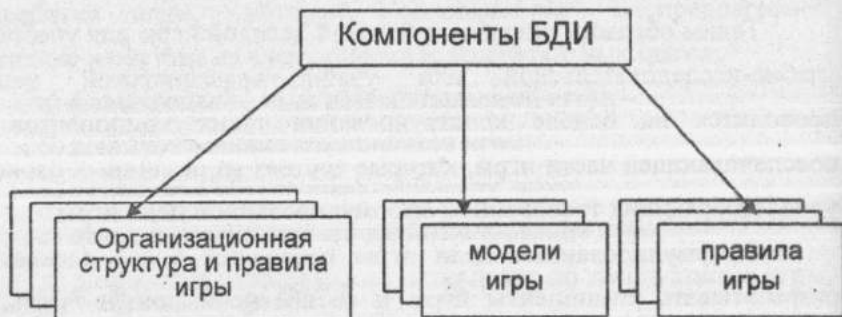 Компоненты БДИ
Организационная
структура и правила
игры
модели
игры
правила
игры